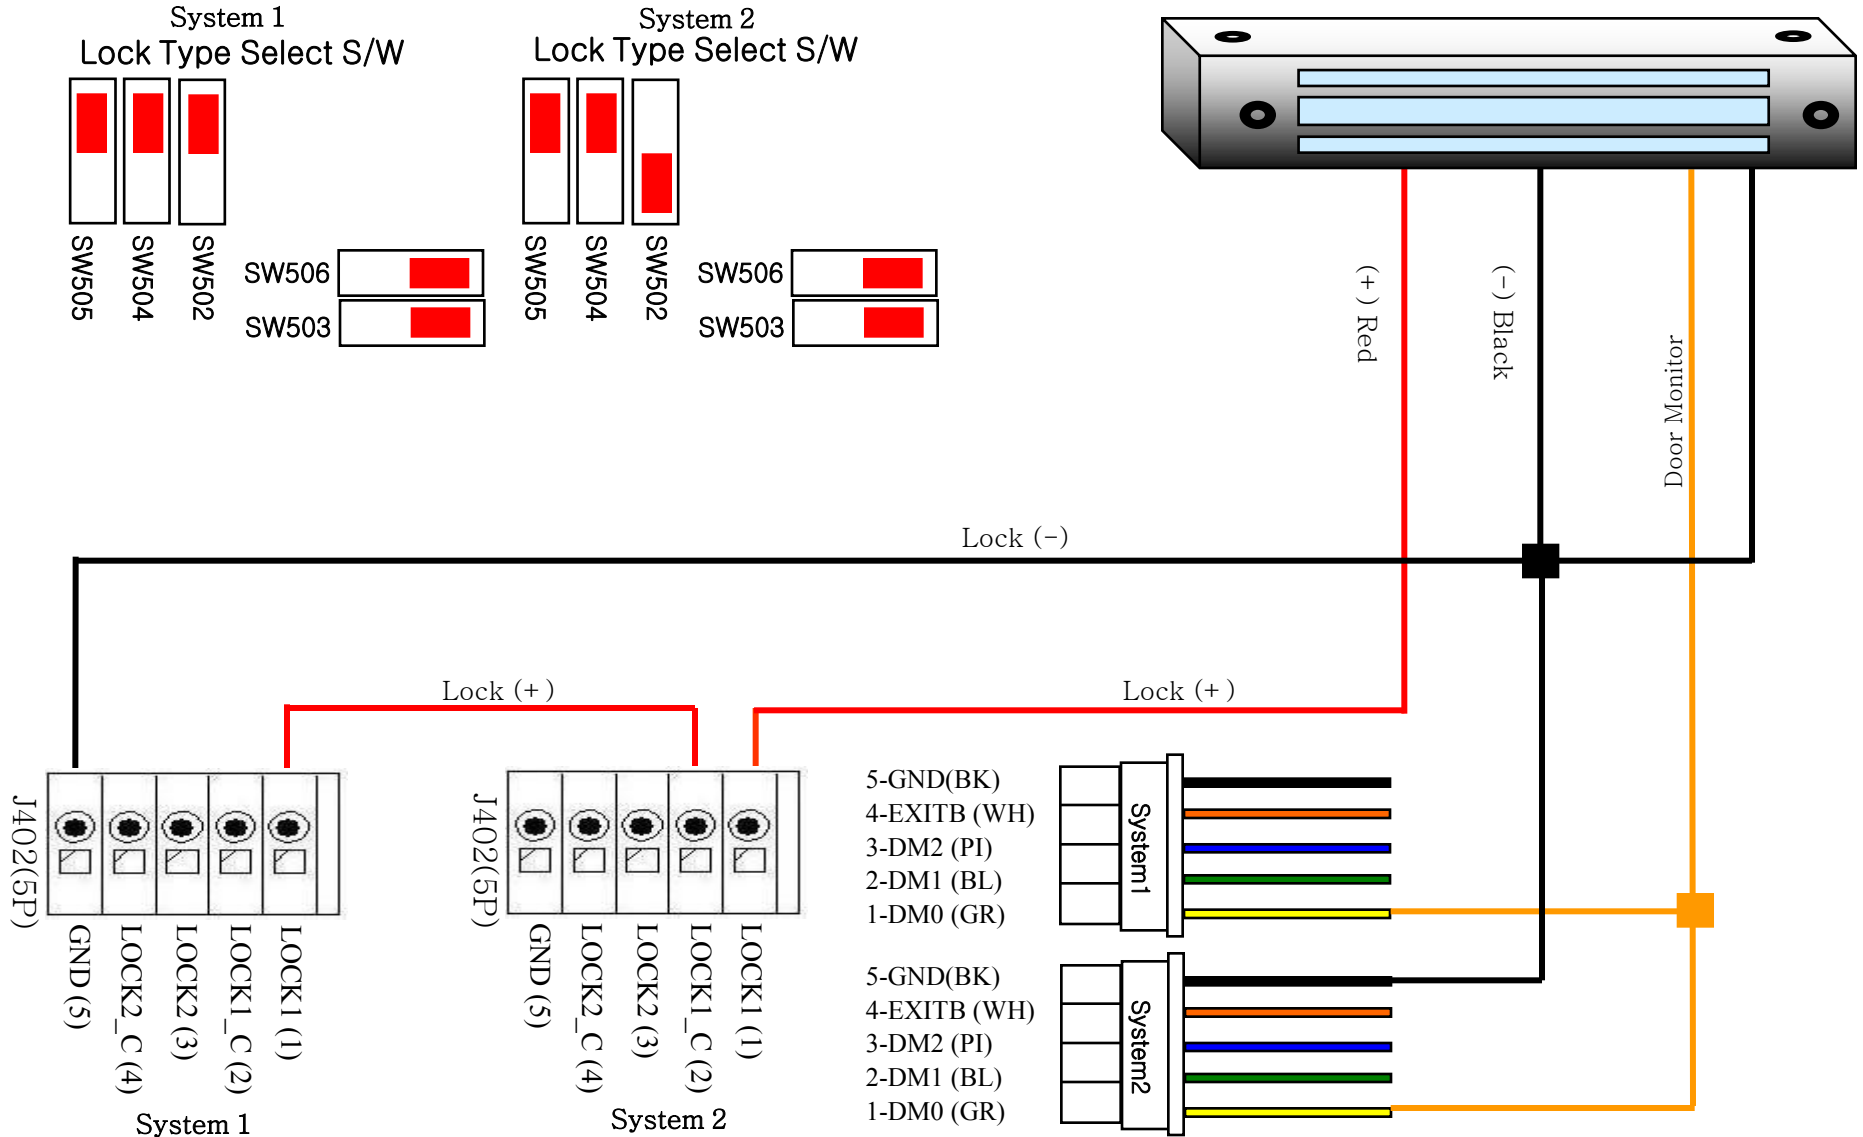 System 1
Lock Type Select S/W
SW505
SW504
SW502
SW506
SW503
System 2
Lock Type Select S/W
SW505
SW504
SW502
SW506
SW503
(+) Red
(-) Black
Door Monitor
Lock (-)
Lock (+)
Lock (+)
J402(5P)
GND (5)
LOCK2_C (4)
LOCK2 (3)
LOCK1_C (2)
LOCK1 (1)
System 1
J402(5P)
GND (5)
LOCK2_C (4)
LOCK2 (3)
LOCK1_C (2)
LOCK1 (1)
System 2
5-GND(BK)
4-EXITB (WH)
3-DM2 (PI)
2-DM1 (BL)
1-DM0 (GR)
System1
5-GND(BK)
4-EXITB (WH)
3-DM2 (PI)
2-DM1 (BL)
1-DM0 (GR)
System2